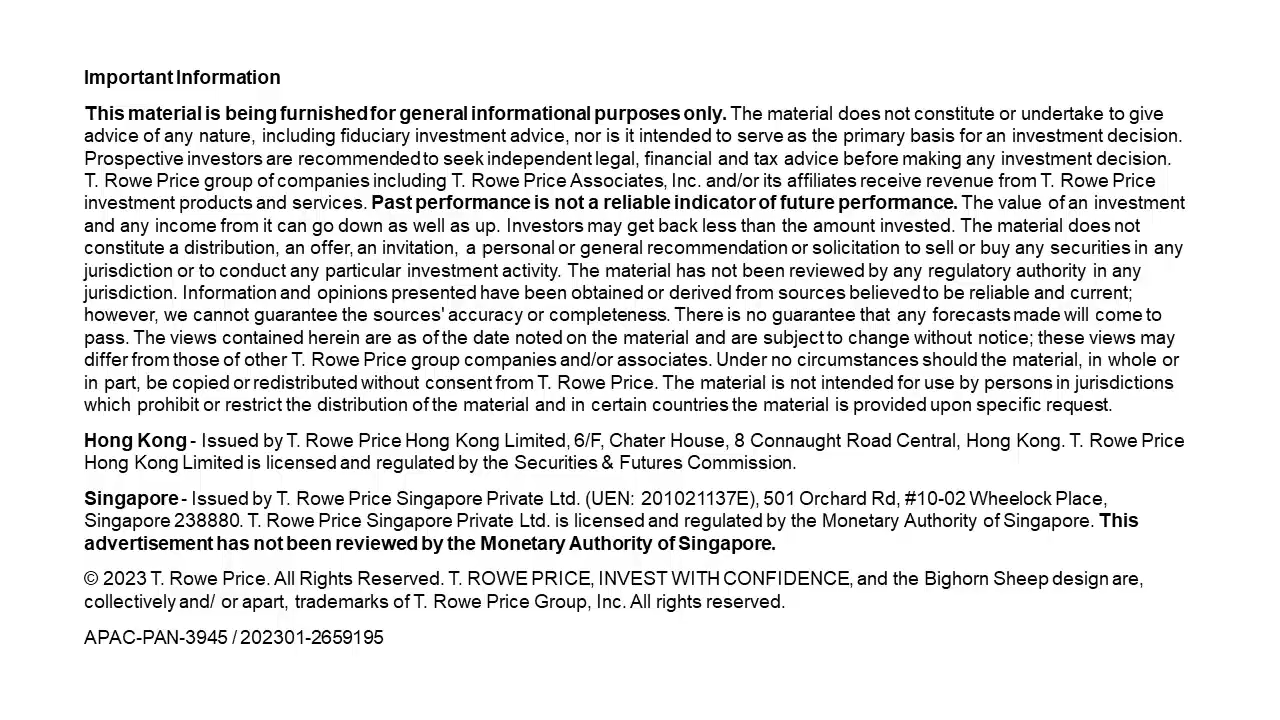 Important Information
This material is being furnished for general informational purposes only. The material does not constitute or undertake to give
advice of any nature, including fiduciary investment advice, nor is it intended to serve as the primary basis for an investment decision.
Prospective investors are recommended to seek independent legal, financial and tax advice before making any investment decision.
T. Rowe Price group of companies including T. Rowe Price Associates, Inc. and/or its affiliates receive revenue from T. Rowe Price
investment products and services. Past performance is not a reliable indicator of future performance. The value of an investment
and any income from it can go down as well as up. Investors may get back less than the amount invested. The material does not
constitute a distribution, an offer, an invitation, a personal or general recommendation or solicitation to sell or buy any securities in any
jurisdiction or to conduct any particular investment activity. The material has not been reviewed by any regulatory authority in any
jurisdiction. Information and opinions presented have been obtained or derived from sources believed to be reliable and current;
however, we cannot guarantee the sources' accuracy or completeness. There is no guarantee that any forecasts made will come to
pass. The views contained herein are as of the date noted on the material and are subject to change without notice; these views may
differ from those of other T. Rowe Price group companies and/or associates. Under no circumstances should the material, in whole or
in part, be copied or redistributed without consent from T. Rowe Price. The material is not intended for use by persons in jurisdictions
which prohibit or restrict the distribution of the material and in certain countries the material is provided upon specific request.
Hong Kong - Issued by T. Rowe Price Hong Kong Limited, 6/F, Chater House, 8 Connaught Road Central, Hong Kong. T. Rowe Price
Hong Kong Limited is licensed and regulated by the Securities & Futures Commission.
Singapore - Issued by T. Rowe Price Singapore Private Ltd. (UEN: 201021137E), 501 Orchard Rd, #10-02 Wheelock Place,
Singapore 238880. T. Rowe Price Singapore Private Ltd. is licensed and regulated by the Monetary Authority of Singapore. This
advertisement has not been reviewed by the Monetary Authority of Singapore.
© 2023 T. Rowe Price. All Rights Reserved. T. ROWE PRICE, INVEST WITH CONFIDENCE, and the Bighorn Sheep design are,
collectively and/ or apart, trademarks of T. Rowe Price Group, Inc. All rights reserved.
APAC-PAN-3945 / 202301-2659195